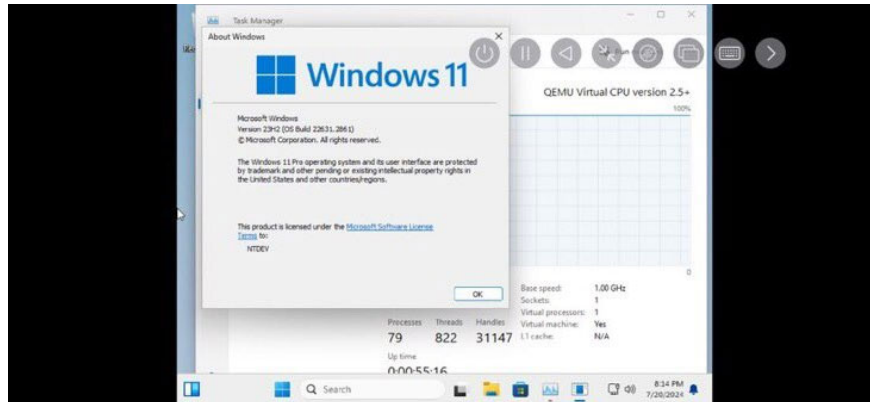 Task Manager
About Windows
Windows 11
QEMU Virtual CPU version 2.5+
100%
Microsoft Windows
Version 23H2 (OS Build 22631.2861)
© Microsoft Corporation. All rights reserved.
The Windows 11 Pro operating system and its user interface are protected
by trademark and other pending or existing intellectual property rights in
the United States and other countries/regions.
This product is licensed under the Microsoft Software License
Terms to:
NTDEV
OK
0
Base speed: 1.00 GHz
Sockets: 1
Virtual processors: 1
Virtual machine: Yes
L1 cache: N/A
Processes Threads Handles
79 822 31147
Up time
0:00:55:16
Search
8:34 PM
7/20/2024